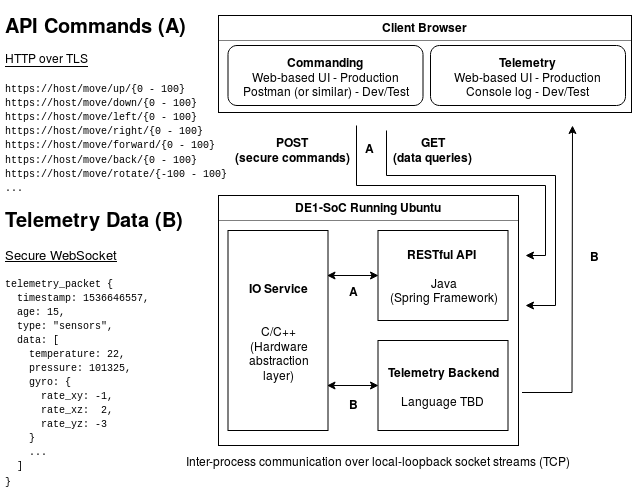 API Commands (A)
HTTP over TLS
https://host/move/up/{0 - 100}
https://host/move/down/{0 - 100}
https://host/move/left/{0 - 100}
https://host/move/right/{0 - 100}
https://host/move/forward/{0 - 100}
https://host/move/back/{0 - 100}
https://host/move/rotate/{-100 - 100}
...
Telemetry Data (B)
Secure WebSocket
telemetry_packet {
  timestamp: 1536646557,
  age: 15,
  type: "sensors",
  data: [
    temperature: 22,
    pressure: 101325,
    gyro: {
      rate_xy: -1,
      rate_xz:  2,
      rate_yz: -3
    }
    ...
  ]
}
Client Browser
Commanding
Web-based UI - Production
Postman (or similar) - Dev/Test
Telemetry
Web-based UI - Production
Console log - Dev/Test
POST
(secure commands)
A
GET
(data queries)
B
DE1-SoC Running Ubuntu
IO Service
C/C++
(Hardware
abstraction
layer)
A
B
RESTful API
Java
(Spring Framework)
Telemetry Backend
Language TBD
Inter-process communication over local-loopback socket streams (TCP)